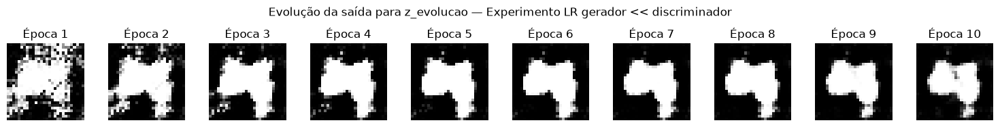 Evolução da saída para z_evolucao — Experimento LR gerador << discriminador
Época 1 Época 2 Época 3 Época 4 Época 5 Época 6 Época 7 Época 8 Época 9 Época 10